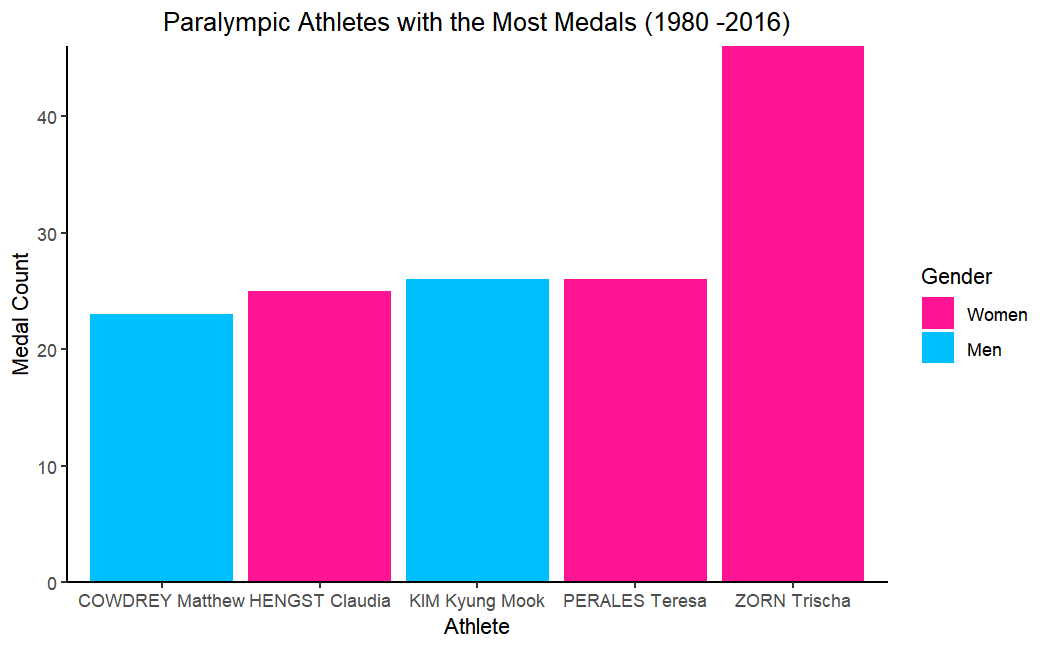 Paralympic Athletes with the Most Medals (1980 -2016)
Medal Count
40
30
20
10
0
COWDREY Matthew HENGST Claudia KIM Kyung Mook PERALES Teresa ZORN Trischa
Athlete
Gender
Women
Men